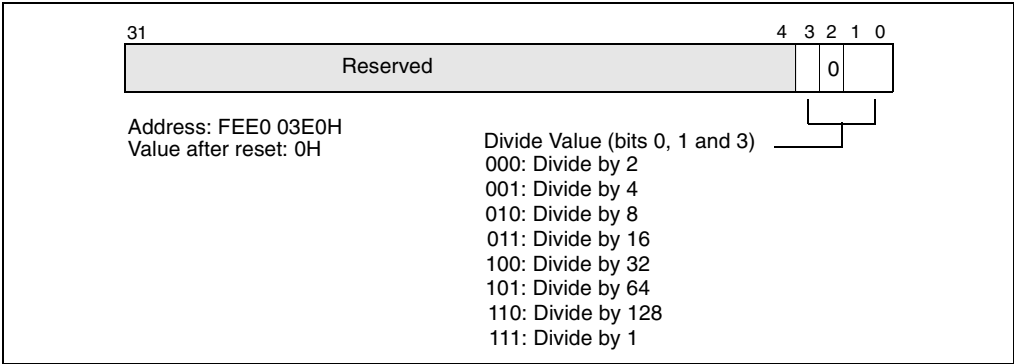 31 4 3 2 1 0
Reserved 0
Address: FEE0 03E0H
Value after reset: 0H
Divide Value (bits 0, 1 and 3)
000: Divide by 2
001: Divide by 4
010: Divide by 8
011: Divide by 16
100: Divide by 32
101: Divide by 64
110: Divide by 128
111: Divide by 1